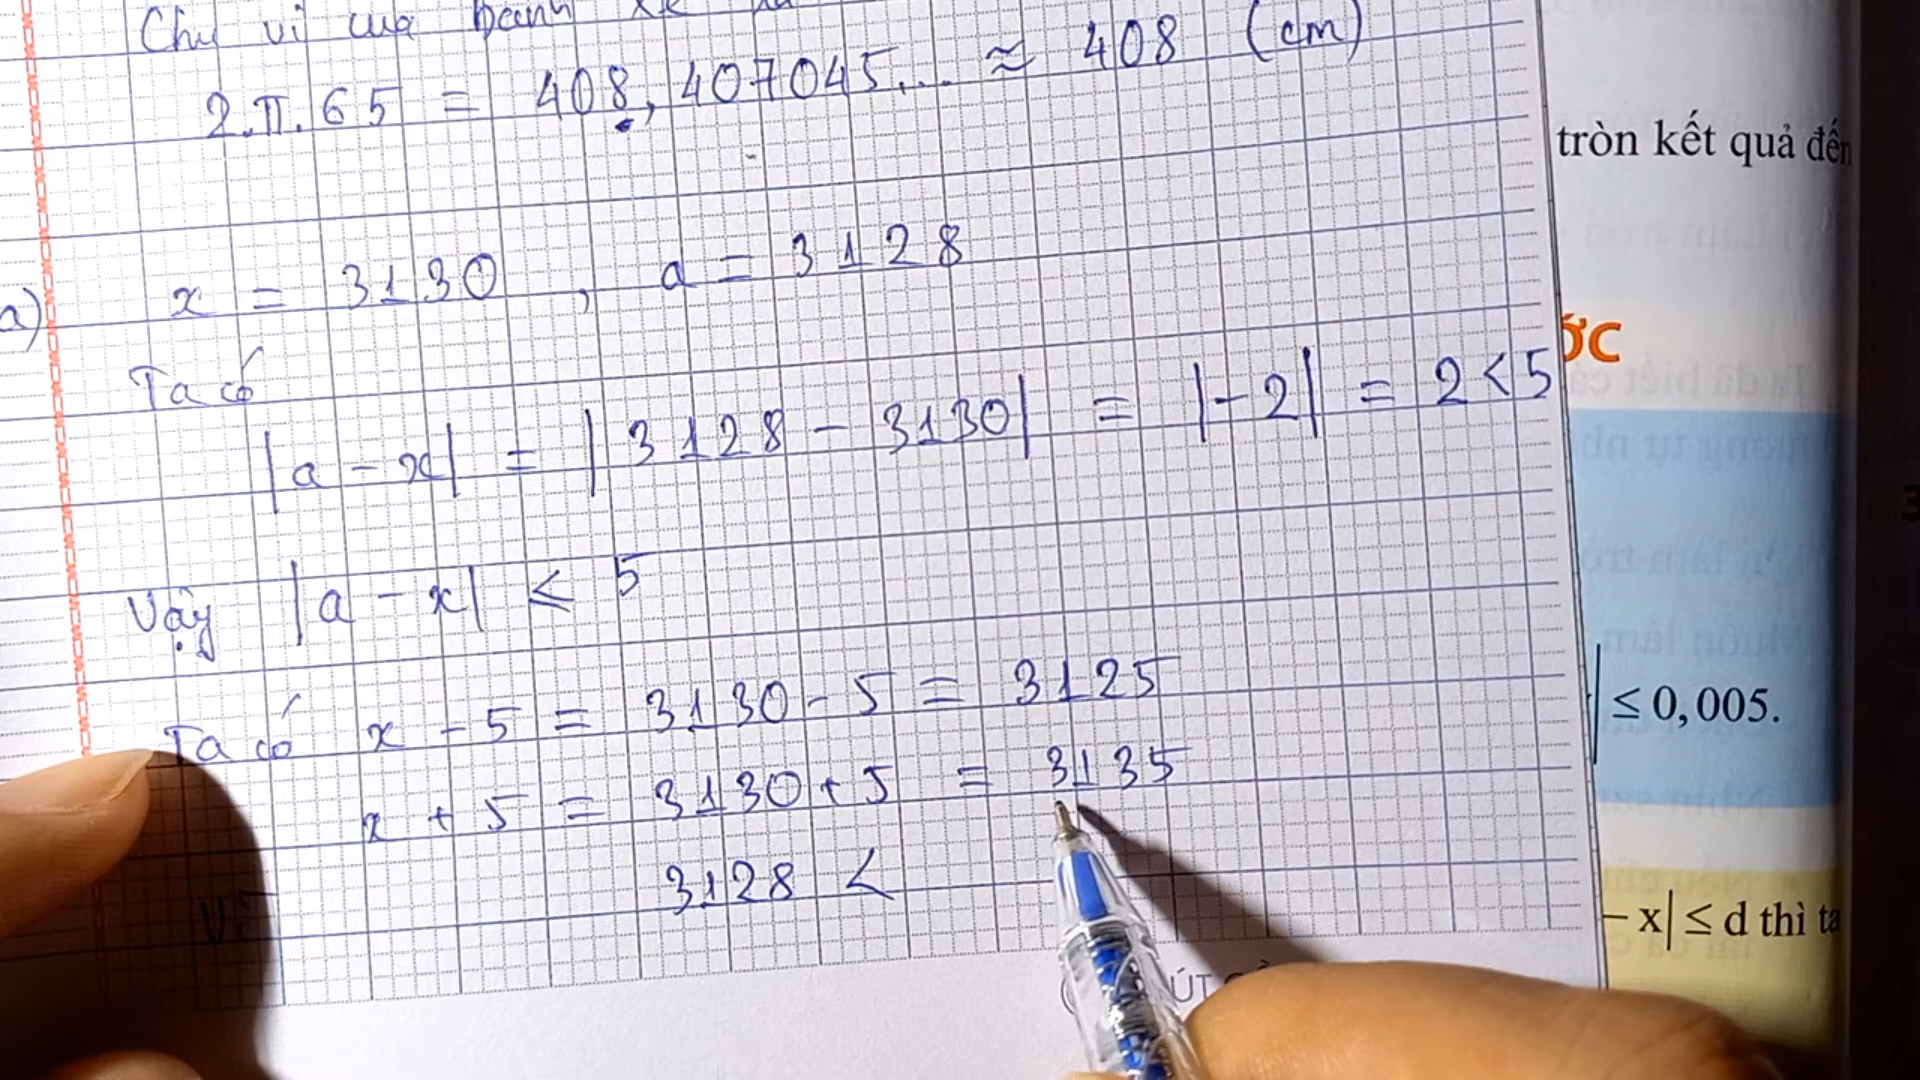 Chu vi của bánh xe
2.π.65 = 408,407045... ≈ 408 (cm)
a) x = 3130, a = 3128
Ta có
|a - x| = |3128 - 3130| = |-2| = 2 < 5
Vậy |a - x| ≤ 5
Ta có x - 5 = 3130 - 5 = 3125
x + 5 = 3130 + 5 = 3135
3128 <
tròn kết quả đến
ỚC
≤ 0,005.
- x| ≤ d thì ta